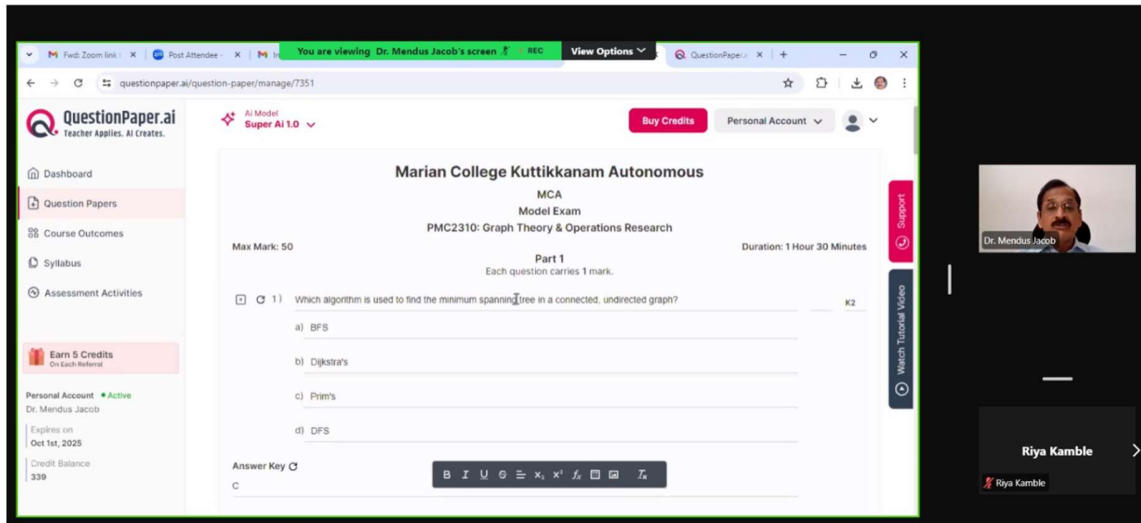 You are viewing Dr. Mendus Jacob's screen
REC
View Options
Fwd: Zoom link
Post Attendee -
QuestionPaper.a
questionpaper.ai/question-paper/manage/7351
QuestionPaper.ai
Teacher Applies. AI Creates.
Ai Model
Super Ai 1.0
Buy Credits
Personal Account
Dashboard
Question Papers
Course Outcomes
Syllabus
Assessment Activities
Earn 5 Credits
On Each Referral
Personal Account
Active
Dr. Mendus Jacob
Expires on
Oct 1st, 2025
Credit Balance
339
Marian College Kuttikkanam Autonomous
MCA
Model Exam
PMC2310: Graph Theory & Operations Research
Max Mark: 50
Duration: 1 Hour 30 Minutes
Part 1
Each question carries 1 mark.
1) Which algorithm is used to find the minimum spanning tree in a connected, undirected graph?
K2
a) BFS
b) Dijkstra's
c) Prim's
d) DFS
Answer Key
C
B I U S x₂ x² fx Tx
Support
Watch Tutorial Video
Dr. Mendus Jacob
Riya Kamble
Riya Kamble